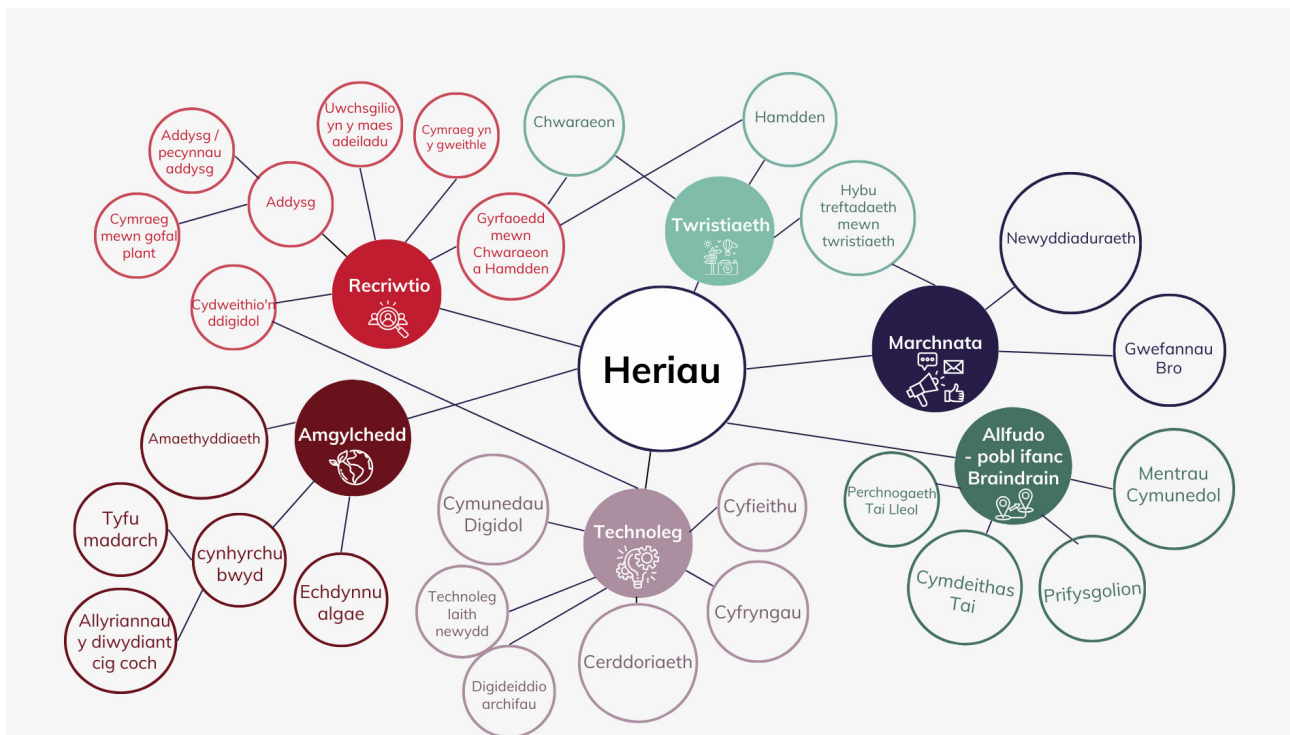 Uwchsgilio
yn y maes
adeiladu
Cymraeg yn
y gweithle
Addysg /
pecynnau
addysg
Addysg
Cymraeg
mewn gofal
plant
Gyrfaoedd
mewn
Chwaraeon
a Hamdden
Recriwtio
Cydweithio'n
ddigidol
Chwaraeon
Hamdden
Twristiaeth
Hybu
treftadaeth
mewn
twristiaeth
Newyddiaduraeth
Marchnata
Gwefannau
Bro
Heriau
Amgylchedd
Amaethyddiaeth
Tyfu
madarch
cynhyrchu
bwyd
Allyriannau
y diwydiant
cig coch
Echdynnu
algae
Technoleg
Cymunedau
Digidol
Cyfieithu
Technoleg
Iaith
newydd
Cyfryngau
Digideiddio
archifau
Cerddoriaeth
Allfudo
- pobl ifanc
Braindrain
Perchnogaeth
Tai Lleol
Mentrau
Cymunedol
Cymdeithas
Tai
Prifysgolion